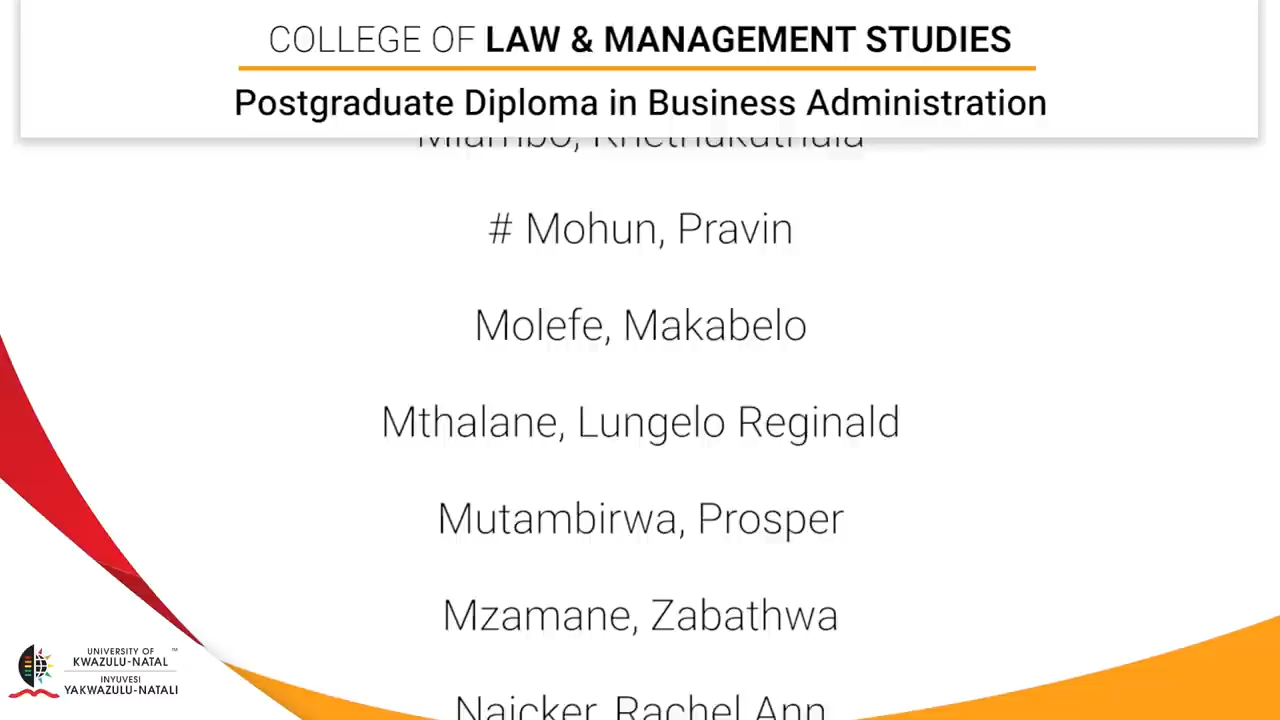 COLLEGE OF LAW & MANAGEMENT STUDIES
Postgraduate Diploma in Business Administration
# Mohun, Pravin
Molefe, Makabelo
Mthalane, Lungelo Reginald
Mutambirwa, Prosper
Mzamane, Zabathwa
Naicker, Rachel Ann
UNIVERSITY OF
KWAZULU-NATAL
INYUVESI
YAKWAZULU-NATALI